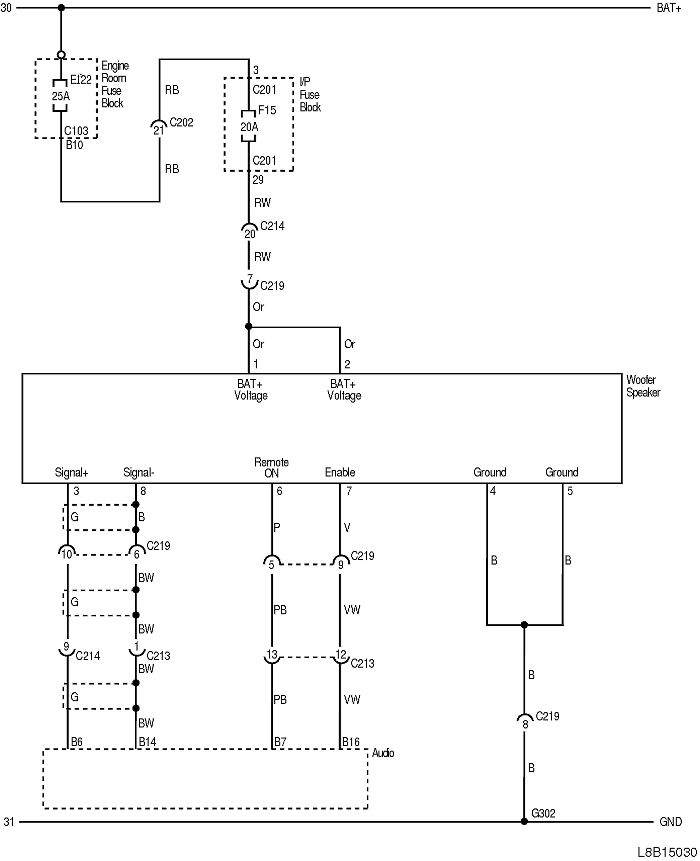 30 BAT+
Engine
Room
Fuse
Block
Ef22
25A
C103
B10
RB
21 C202
RB
3
C201
I/P
Fuse
Block
F15
20A
C201
29
RW
C214
20
RW
7
C219
Or
Or Or
1 2
BAT+ BAT+
Voltage Voltage
Woofer
Speaker
Signal+ Signal- Remote
ON Enable Ground Ground
3 8 6 7 4 5
G B P V
10 6 C219 5 9 C219 B B
BW
G PB VW
BW
9 C214 1 C213 13 12 C213
BW B
G PB VW C219
8
BW
B6 B14 B7 B16 B
Audio
31 G302 GND
L8B15030